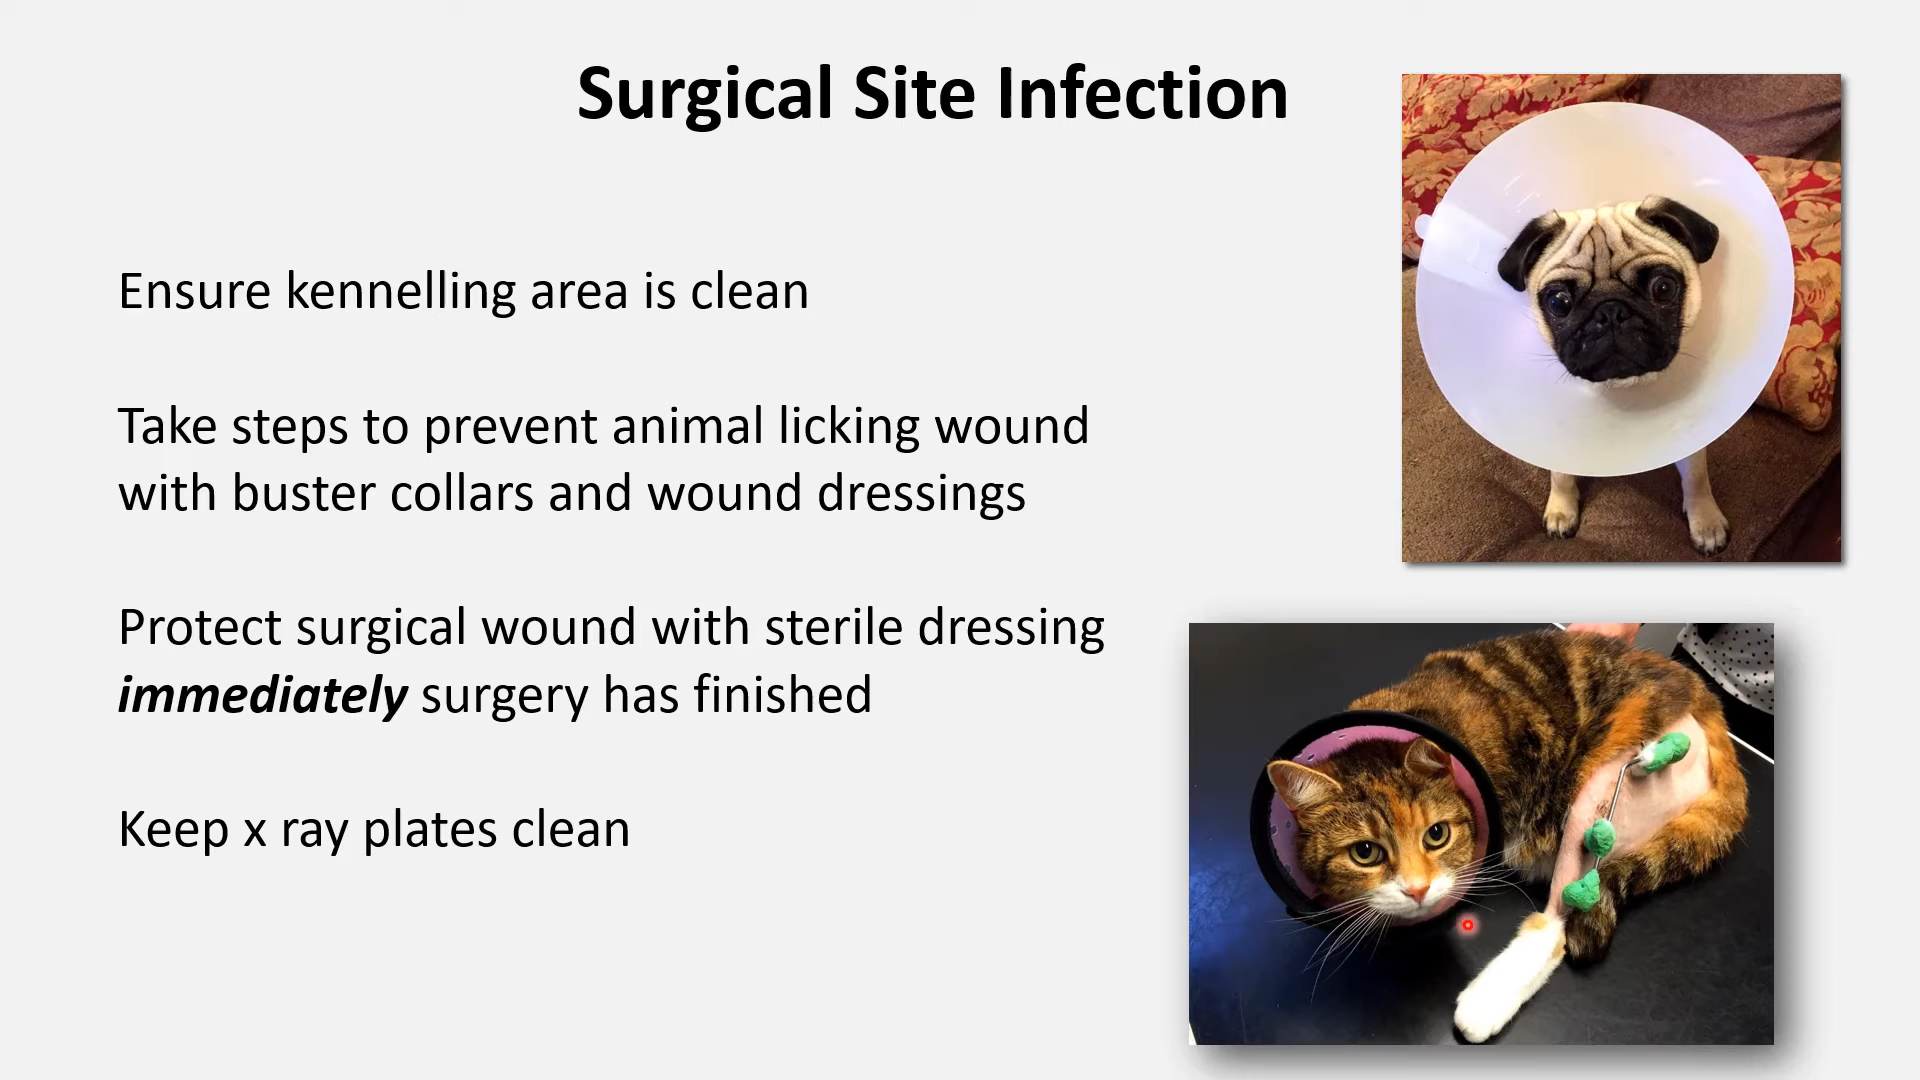 Surgical Site Infection
Ensure kennelling area is clean
Take steps to prevent animal licking wound
with buster collars and wound dressings
Protect surgical wound with sterile dressing
immediately surgery has finished
Keep x ray plates clean